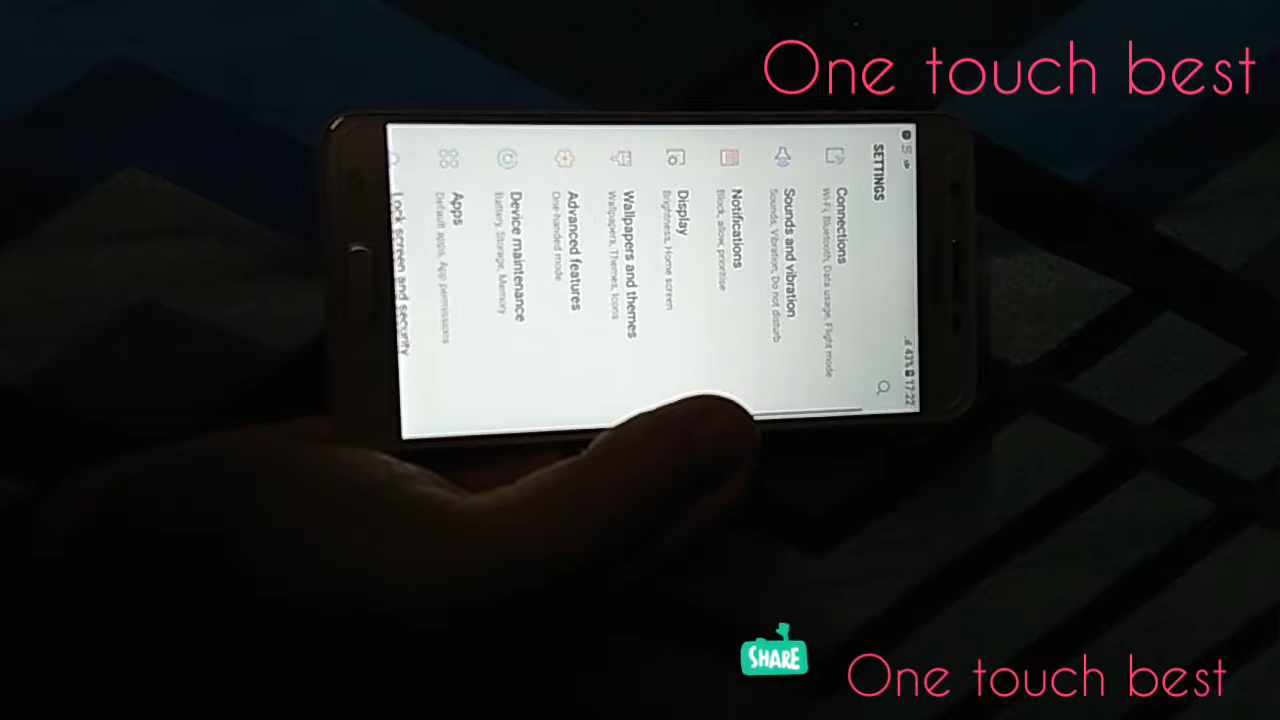 One touch best
43% 17:22
SETTINGS
Connections
Wi-Fi, Bluetooth, Data usage, Flight mode
Sounds and vibration
Sounds, Vibration, Do not disturb
Notifications
Block, allow, prioritise
Display
Brightness, Home screen
Wallpapers and themes
Wallpapers, Themes, Icons
Advanced features
One-handed mode
Device maintenance
Battery, Storage, Memory
Apps
Default apps, App permissions
Lock screen and security
SHARE
One touch best